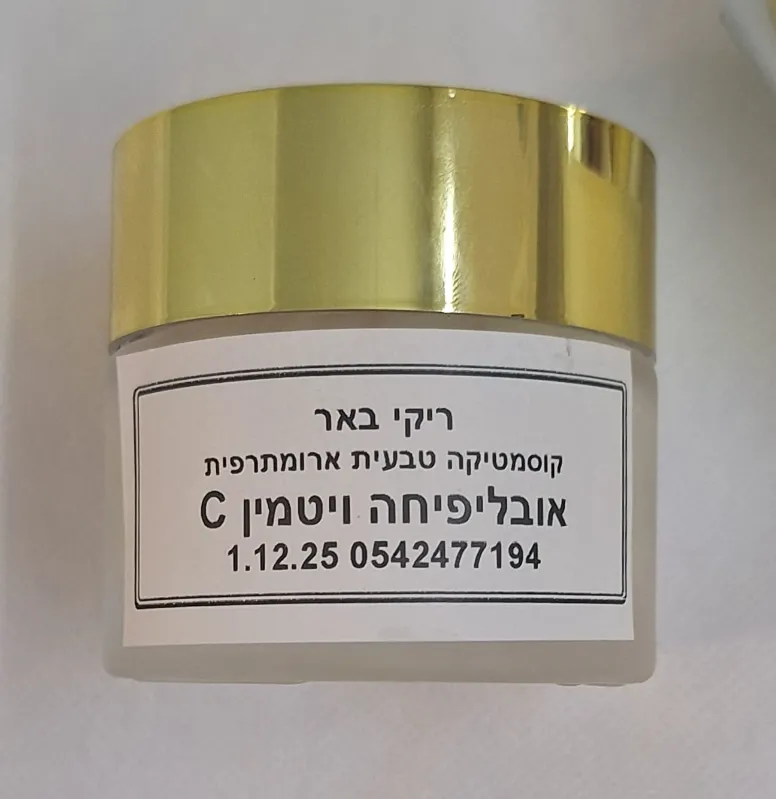 ריקי באר
קוסמטיקה טבעית ארומתרפית
אובליפיחה ויטמין C
1.12.25 0542477194